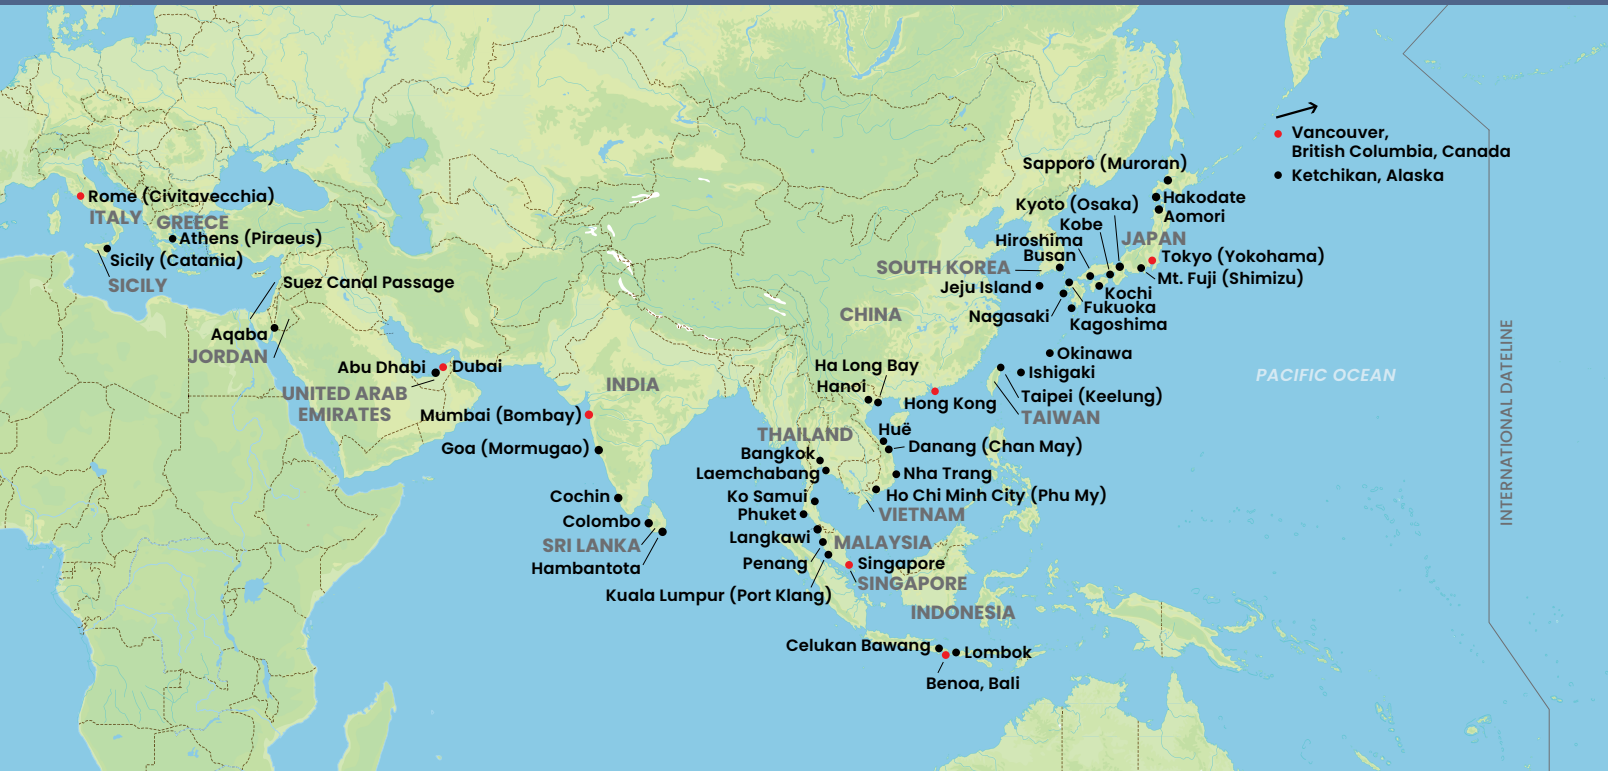 Vancouver,
British Columbia, Canada
Ketchikan, Alaska
Sapporo (Muroran)
Hakodate
Aomori
Kyoto (Osaka)
Kobe
Hiroshima
Busan
JAPAN
Tokyo (Yokohama)
Mt. Fuji (Shimizu)
SOUTH KOREA
Jeju Island
Kochi
Fukuoka
Nagasaki
Kagoshima
Okinawa
Ishigaki
Taipei (Keelung)
TAIWAN
CHINA
Ha Long Bay
Hanoi
Hong Kong
Rome (Civitavecchia)
ITALY
GREECE
Athens (Piraeus)
Sicily (Catania)
SICILY
Suez Canal Passage
Aqaba
JORDAN
Abu Dhabi
Dubai
UNITED ARAB
EMIRATES
INDIA
Mumbai (Bombay)
Goa (Mormugao)
Cochin
Colombo
SRI LANKA
Hambantota
THAILAND
Bangkok
Laemchabang
Ko Samui
Phuket
Langkawi
Penang
Kuala Lumpur (Port Klang)
Huë
Danang (Chan May)
Nha Trang
Ho Chi Minh City (Phu My)
VIETNAM
MALAYSIA
Singapore
SINGAPORE
INDONESIA
Celukan Bawang
Lombok
Benoa, Bali
PACIFIC OCEAN
INTERNATIONAL DATELINE